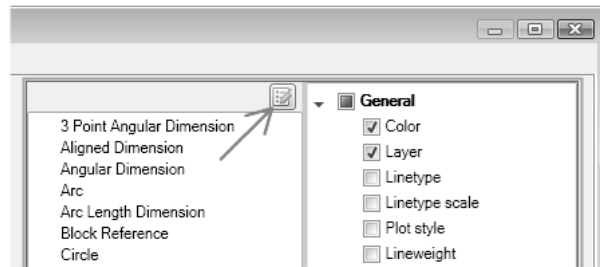 3 Point Angular Dimension
Aligned Dimension
Angular Dimension
Arc
Arc Length Dimension
Block Reference
Circle
General
Color
Layer
Linetype
Linetype scale
Plot style
Lineweight